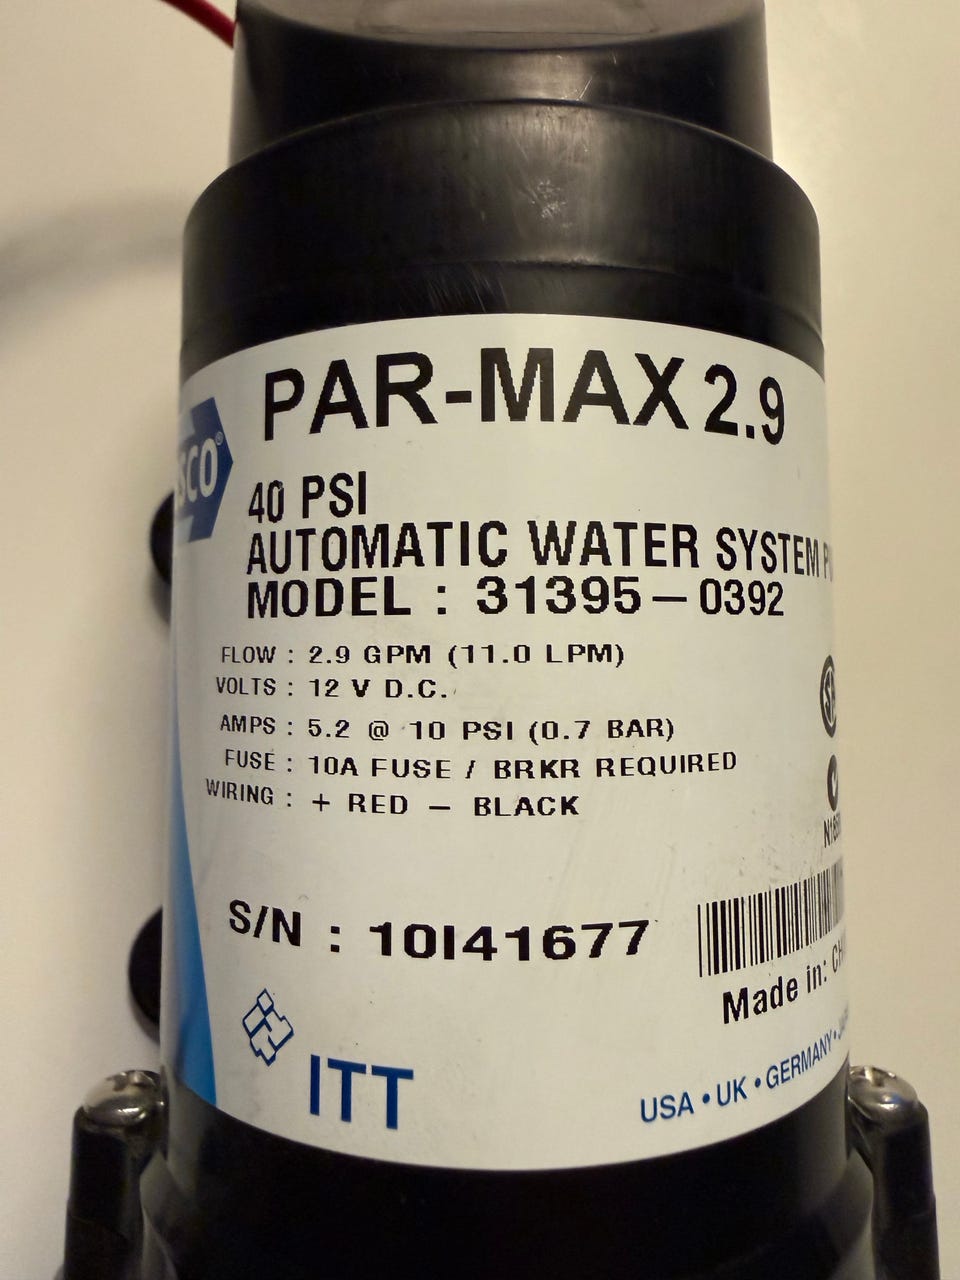 PAR-MAX 2.9
SCO®
40 PSI
AUTOMATIC WATER SYSTEM
MODEL : 31395-0392
FLOW : 2.9 GPM (11.0 LPM)
VOLTS : 12 V D.C.
AMPS : 5.2 @ 10 PSI (0.7 BAR)
FUSE : 10A FUSE / BRKR REQUIRED
WIRING : + RED - BLACK
S/N : 10I41677
Made in:
ITT
USA • UK • GERMANY •